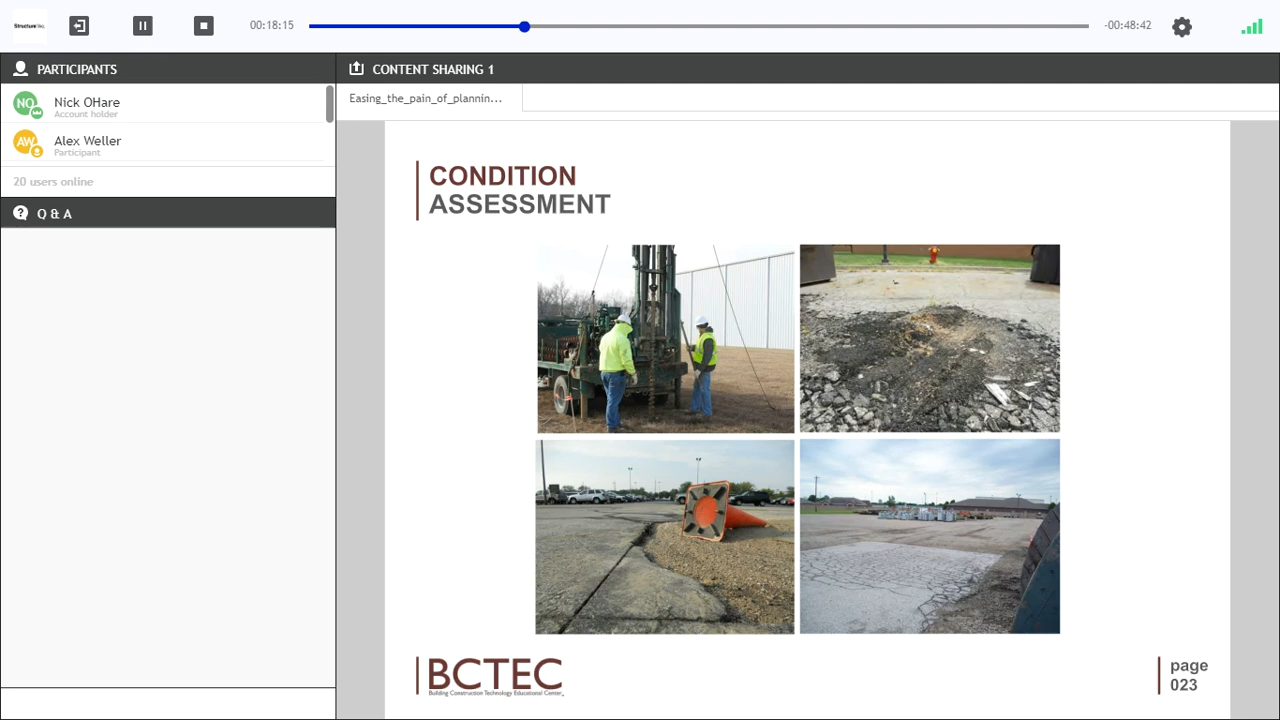 StructureTec
00:18:15
-00:48:42
PARTICIPANTS
NO
Nick OHare
Account holder
AW
Alex Weller
Participant
20 users online
Q & A
CONTENT SHARING 1
Easing_the_pain_of_plannin...
CONDITION
ASSESSMENT
BCTEC
Building Construction Technology Educational Center
page
023